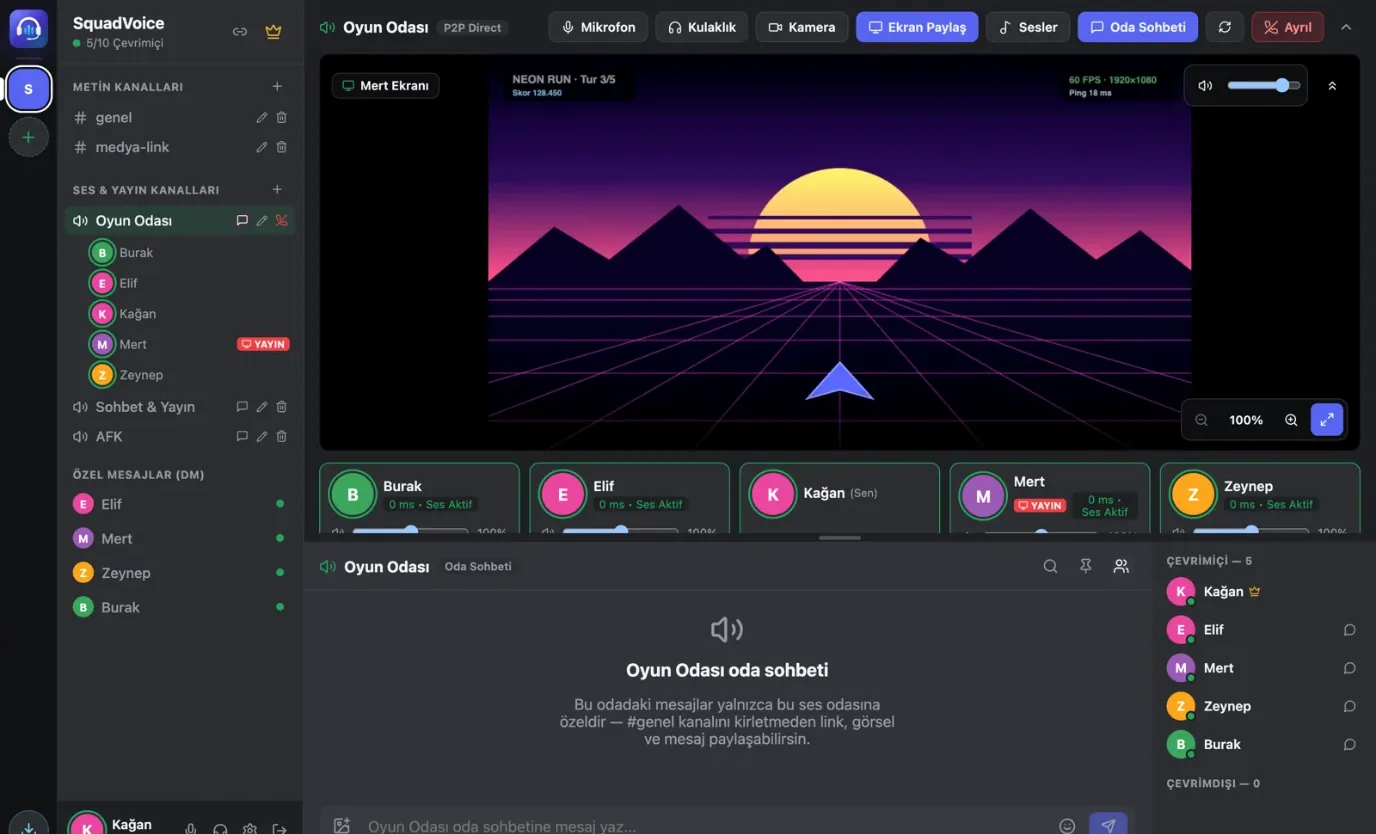 SquadVoice
5/10 Çevrimiçi
S
METİN KANALLARI
# genel
# medya-link
SES & YAYIN KANALLARI
Oyun Odası
B Burak
E Elif
K Kağan
M Mert
YAYIN
Z Zeynep
Sohbet & Yayın
AFK
ÖZEL MESAJLAR (DM)
E Elif
M Mert
Z Zeynep
B Burak
K Kağan
Oyun Odası
P2P Direct
Mikrofon
Kulaklık
Kamera
Ekran Paylaş
Sesler
Oda Sohbeti
Ayrıl
Mert Ekranı
NEON RUN · Tur 3/5
Skor 128.450
60 FPS · 1920x1080
Ping 18 ms
100%
B
Burak
0 ms • Ses Aktif
100%
E
Elif
0 ms • Ses Aktif
100%
K
Kağan (Sen)
M
Mert
YAYIN
0 ms •
Ses Aktif
Z
Zeynep
0 ms • Ses Aktif
100%
Oyun Odası
Oda Sohbeti
Oyun Odası oda sohbeti
Bu odadaki mesajlar yalnızca bu ses odasına
özeldir — #genel kanalını kirletmeden link, görsel
ve mesaj paylaşabilirsin.
Oyun Odası oda sohbetine mesaj yaz...
ÇEVRİMİÇİ — 5
K Kağan
E Elif
M Mert
Z Zeynep
B Burak
ÇEVRİMDIŞI — 0